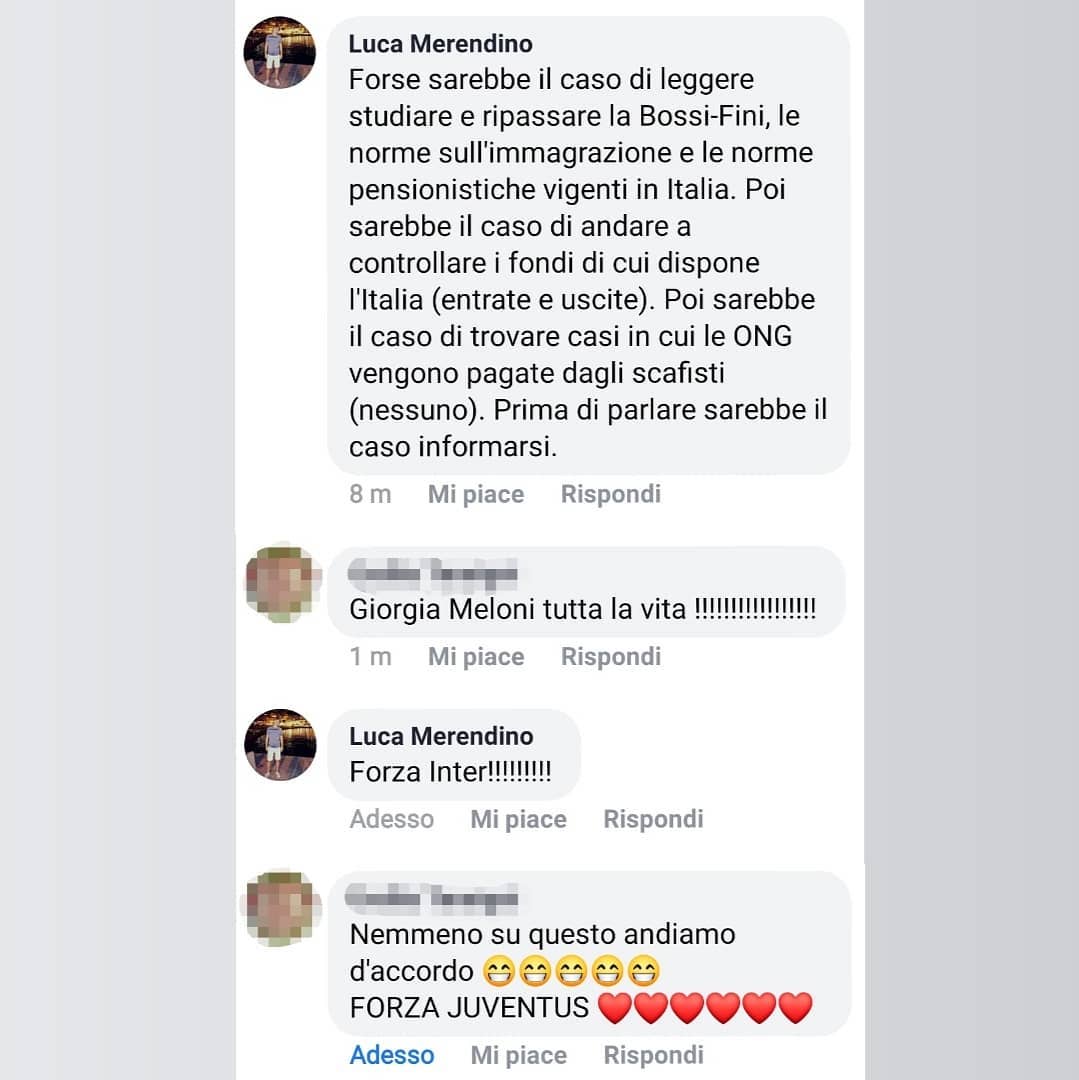 Luca Merendino
Forse sarebbe il caso di leggere
studiare e ripassare la Bossi-Fini, le
norme sull'immagrazione e le norme
pensionistiche vigenti in Italia. Poi
sarebbe il caso di andare a
controllare i fondi di cui dispone
l'Italia (entrate e uscite). Poi sarebbe
il caso di trovare casi in cui le ONG
vengono pagate dagli scafisti
(nessuno). Prima di parlare sarebbe il
caso informarsi.
8 m Mi piace Rispondi
Giorgia Meloni tutta la vita !!!!!!!!!!!!!!!!!
1 m Mi piace Rispondi
Luca Merendino
Forza Inter!!!!!!!!!
Adesso Mi piace Rispondi
Nemmeno su questo andiamo
d'accordo 😁😁😁😁😁
FORZA JUVENTUS ❤️❤️❤️❤️❤️❤️
Adesso Mi piace Rispondi